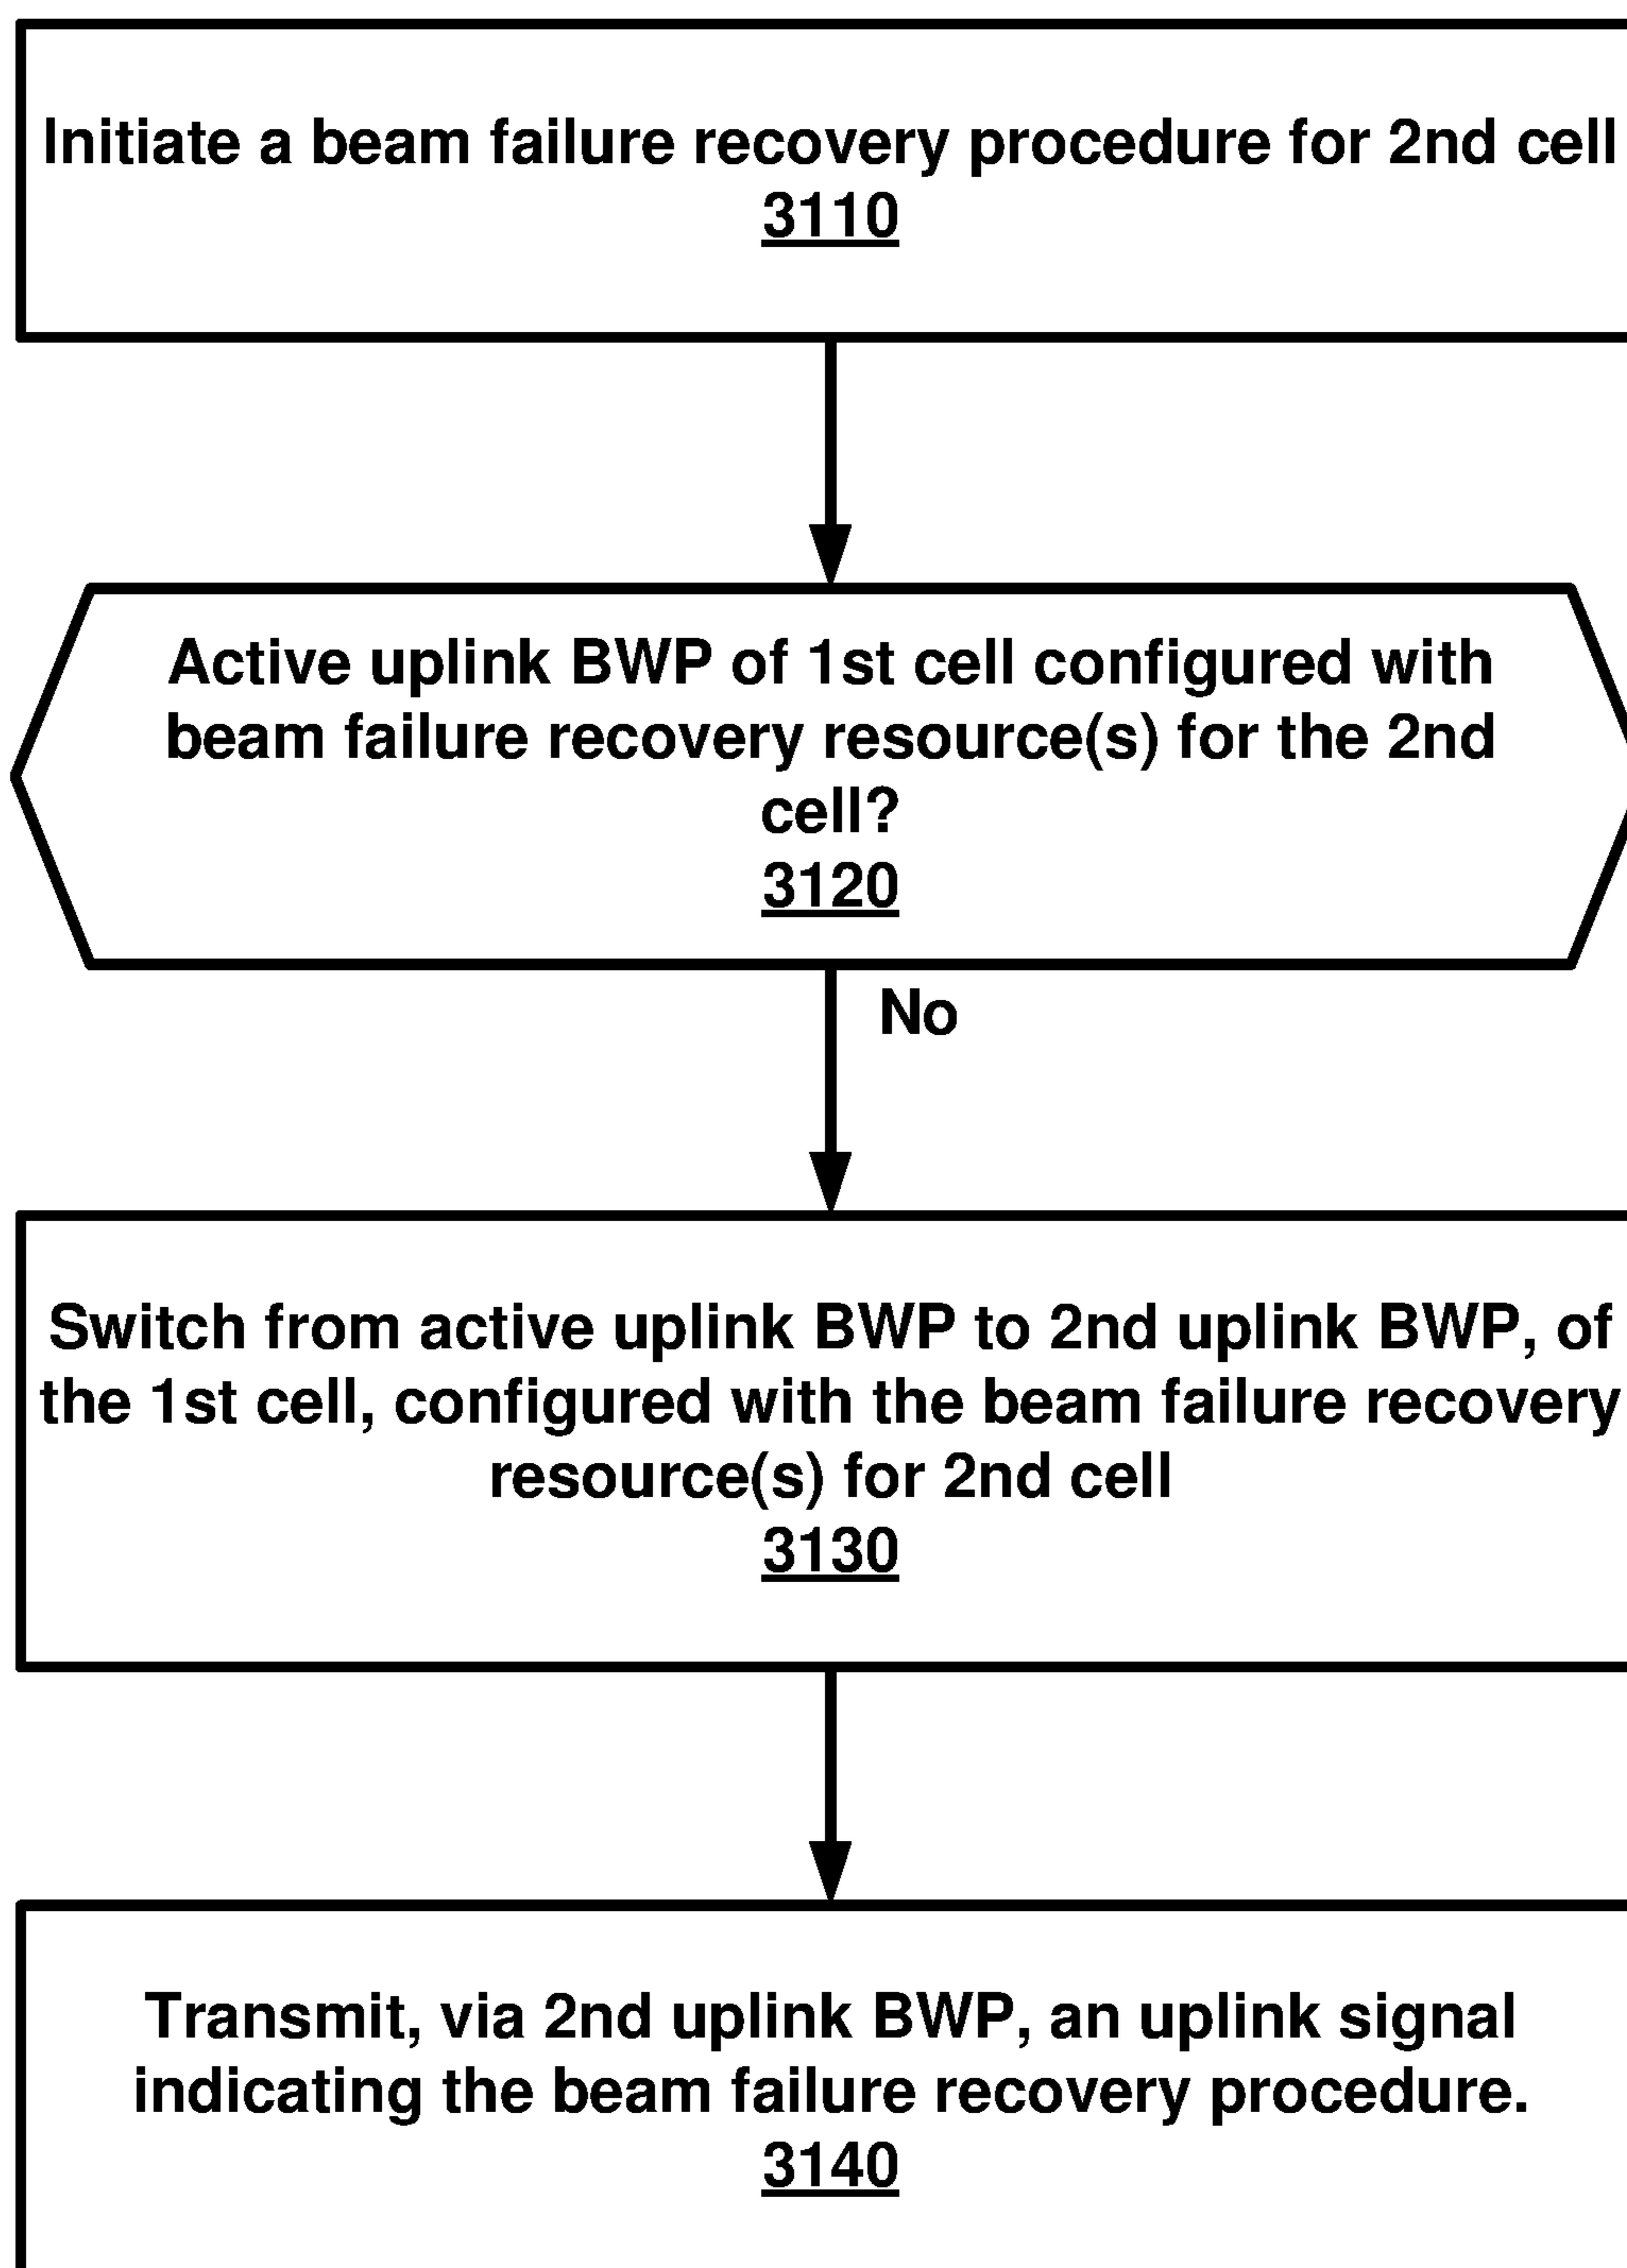 Initiate a beam failure recovery procedure for 2nd cell
3110
Active uplink BWP of 1st cell configured with
beam failure recovery resource(s) for the 2nd
cell?
3120
No
Switch from active uplink BWP to 2nd uplink BWP, of
the 1st cell, configured with the beam failure recovery
resource(s) for 2nd cell
3130
Transmit, via 2nd uplink BWP, an uplink signal
indicating the beam failure recovery procedure.
3140